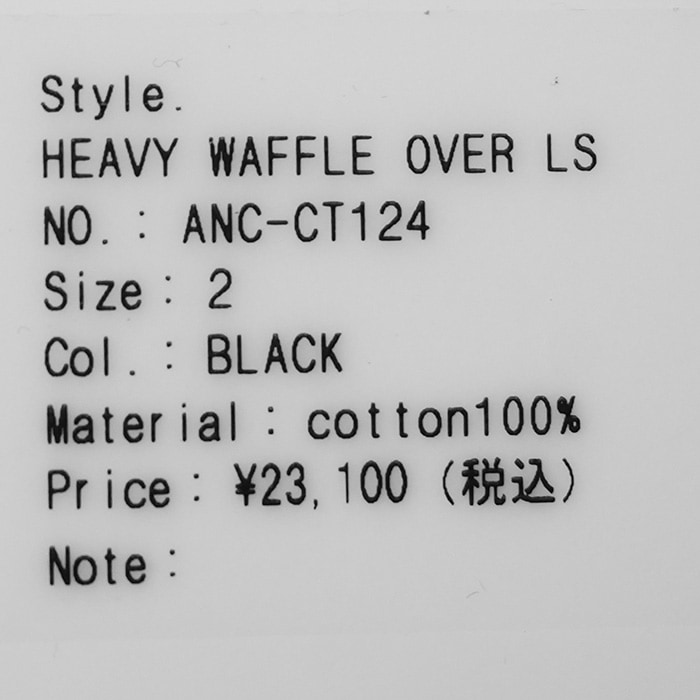 Style.
HEAVY WAFFLE OVER LS
NO.: ANC-CT124
Size: 2
Col.: BLACK
Material: cotton100%
Price: ¥23,100 (税込)
Note: